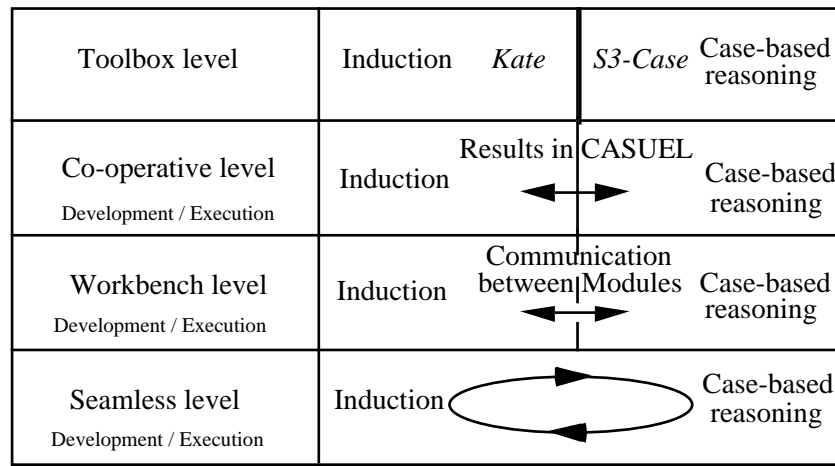 Toolbox level
Induction Kate S3-Case Case-based
reasoning
Co-operative level
Development / Execution
Results in CASUEL
Induction
Case-based
reasoning
Workbench level
Development / Execution
Communication
between Modules
Induction
Case-based
reasoning
Seamless level
Development / Execution
Induction
Case-based
reasoning